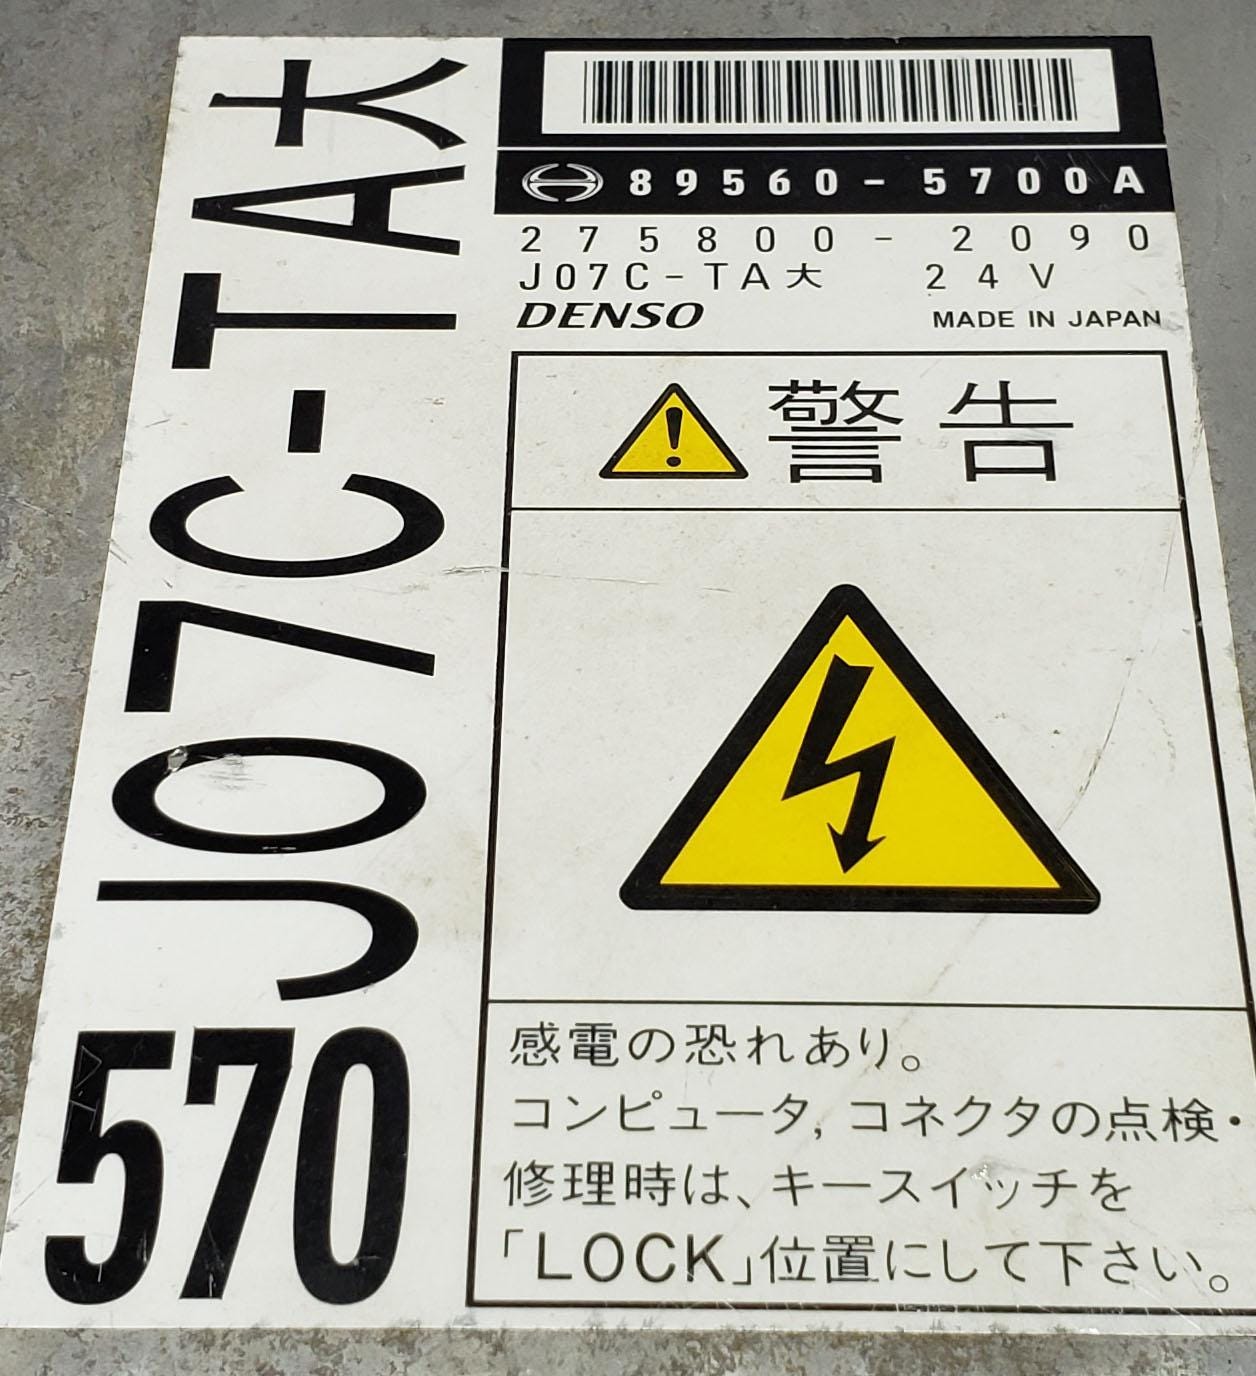 570 J07C-TA大
89560-5700A
275800-2090
J07C-TA大 24V
DENSO MADE IN JAPAN
警告
感電の恐れあり。
コンピュータ, コネクタの点検・
修理時は、キースイッチを
「LOCK」位置にして下さい。